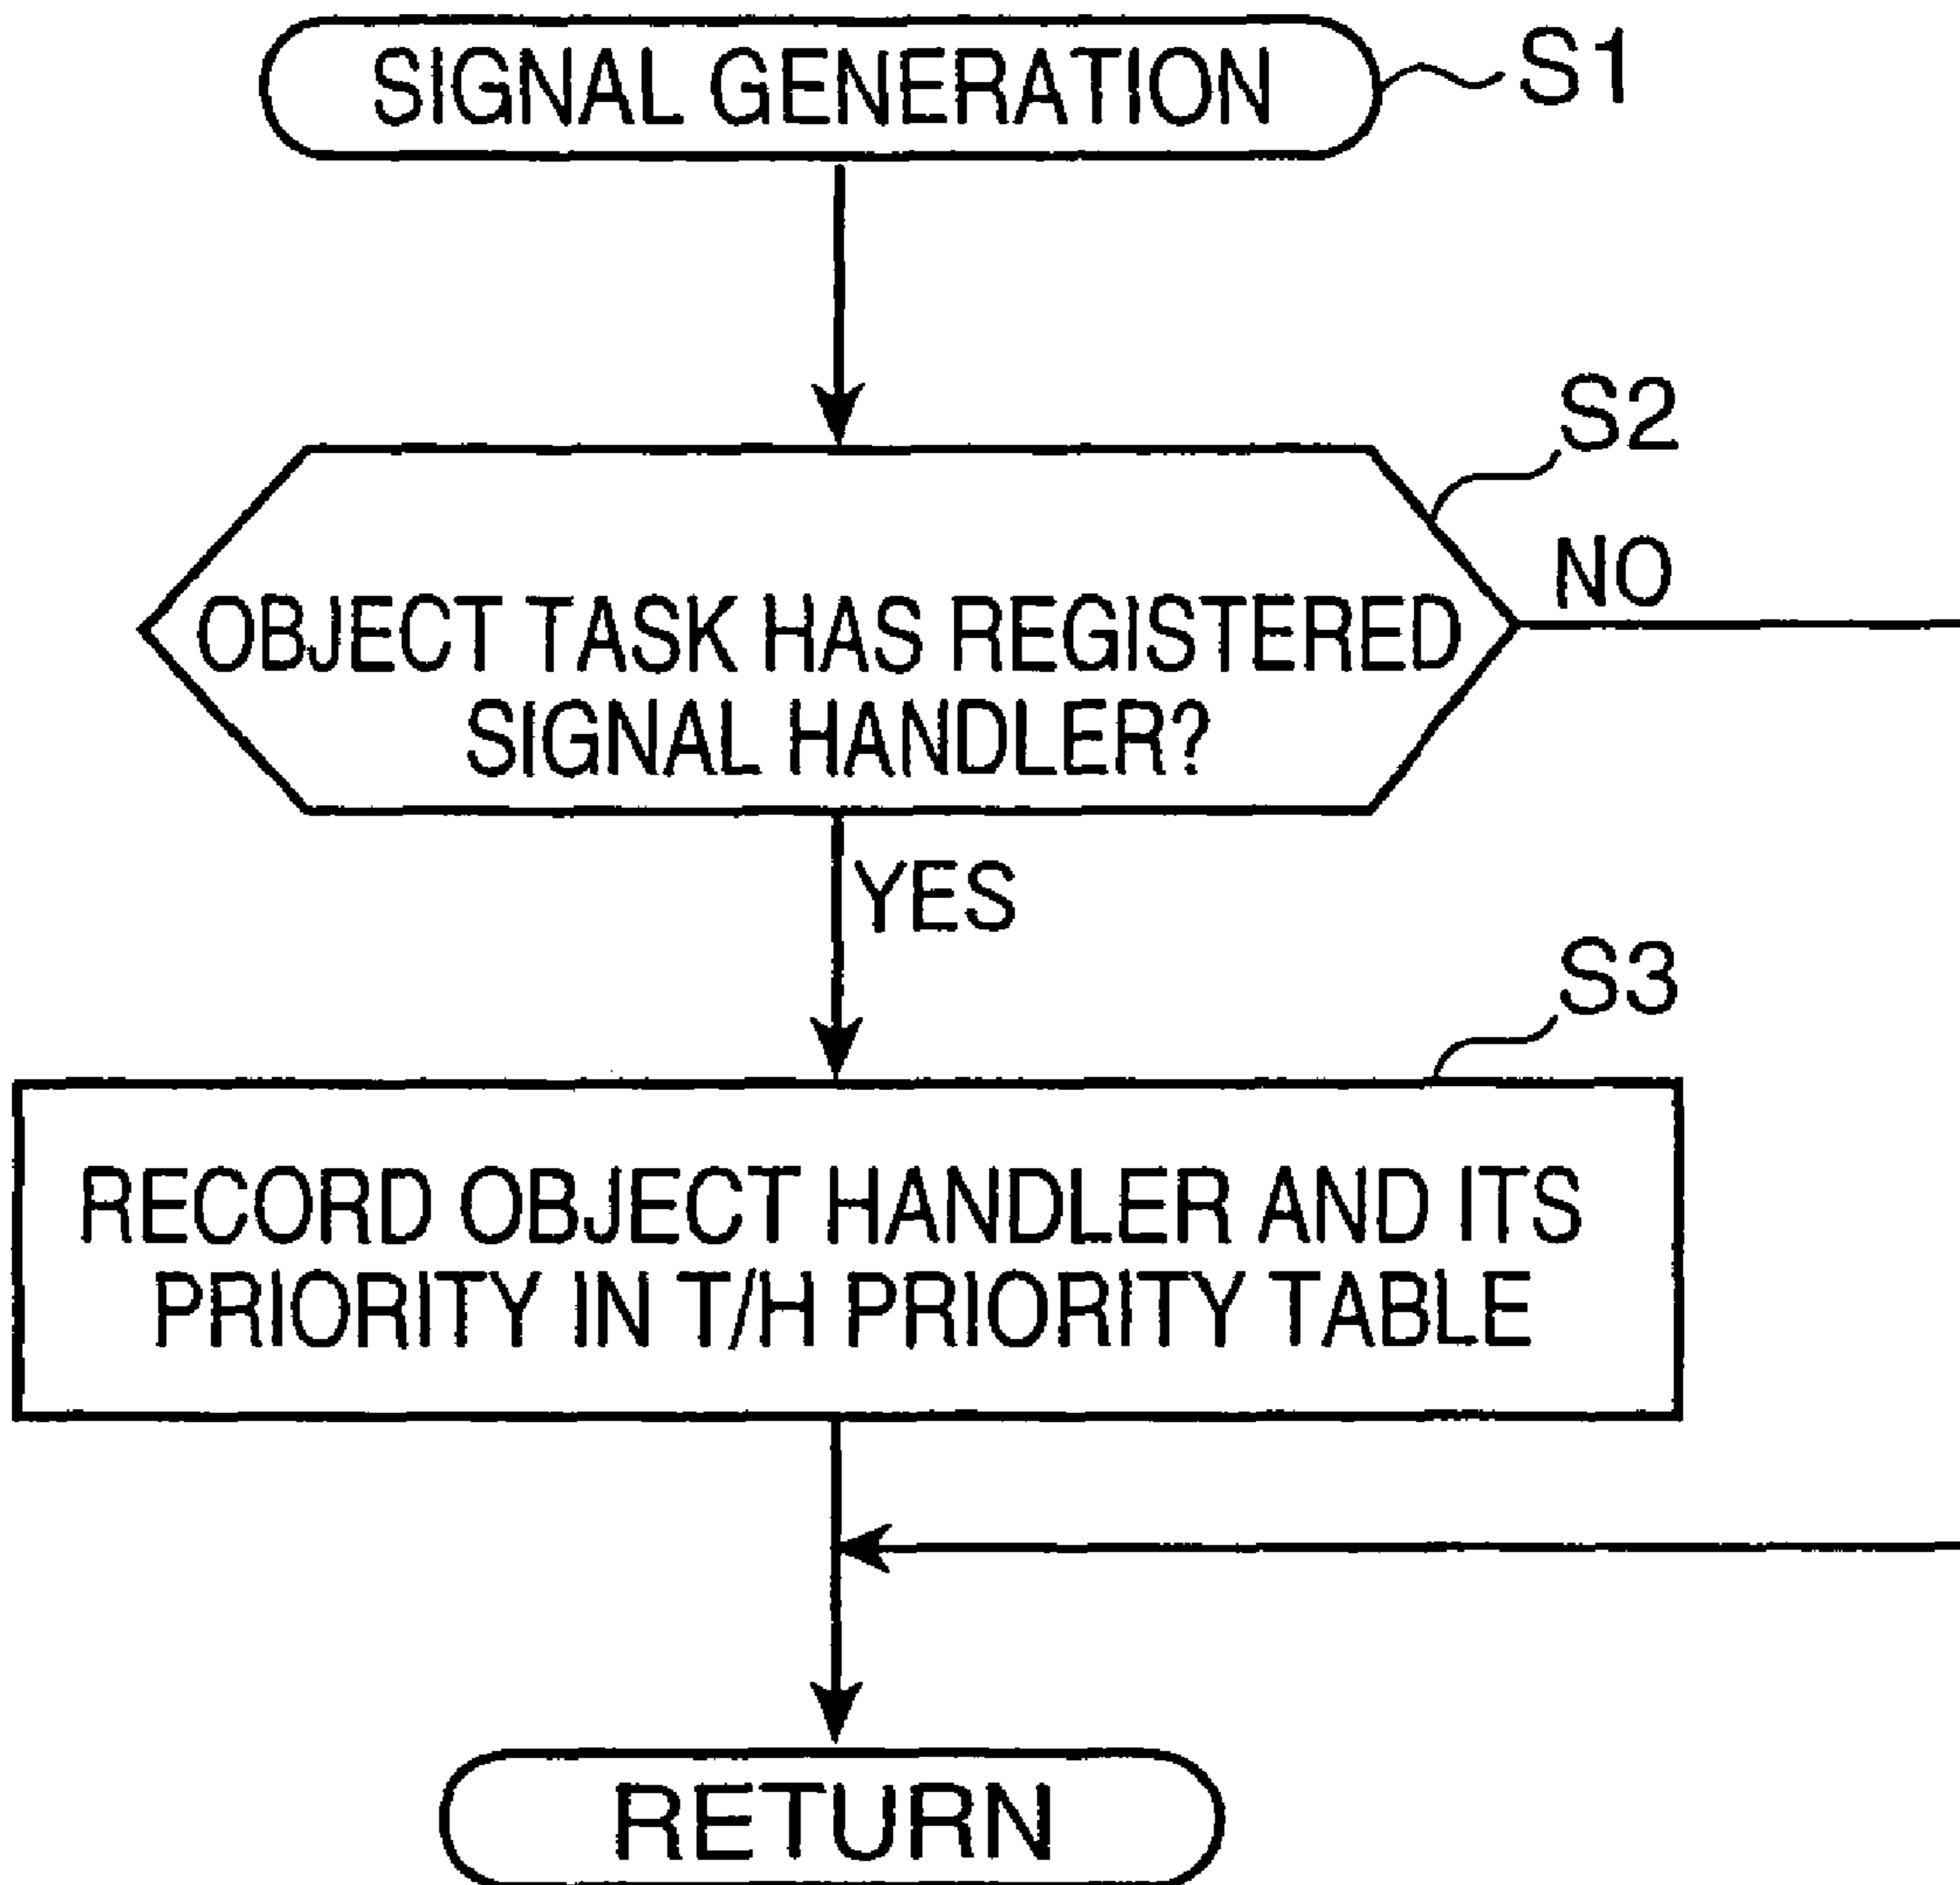 SIGNAL GENERATION
S1
S2
NO
OBJECT TASK HAS REGISTERED
SIGNAL HANDLER?
YES
S3
RECORD OBJECT HANDLER AND ITS
PRIORITY IN T/H PRIORITY TABLE
RETURN